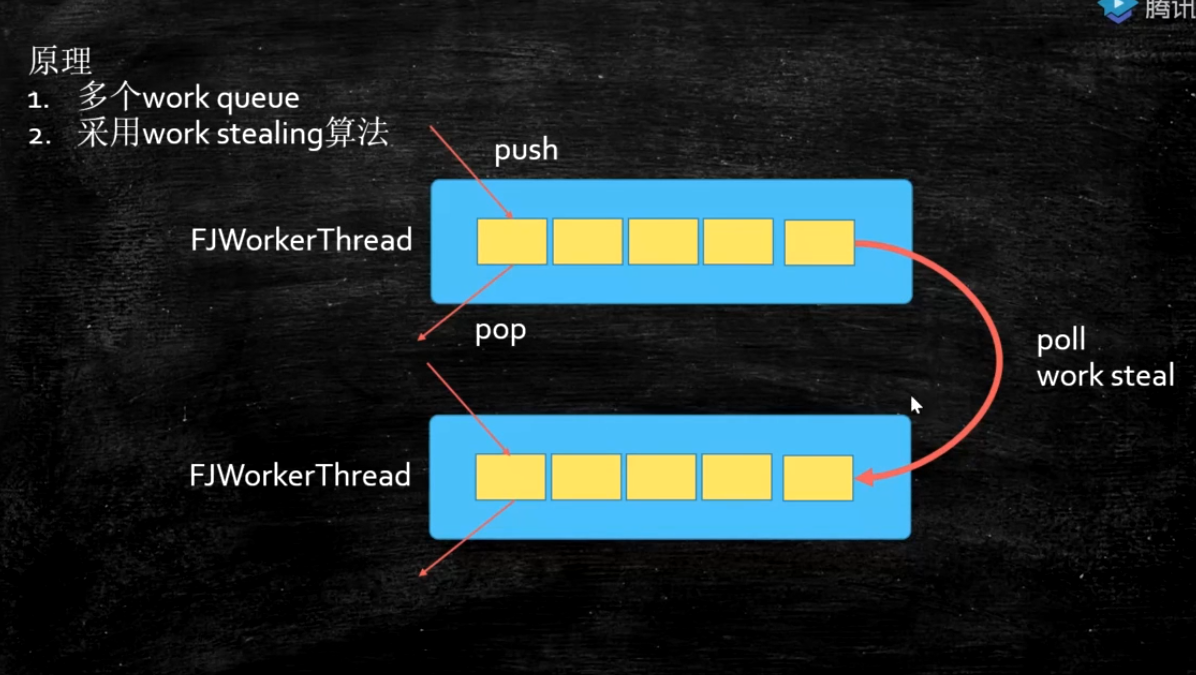 腾讯
原理
1. 多个work queue
2. 采用work stealing算法
push
FJWorkerThread
pop
poll
work steal
FJWorkerThread